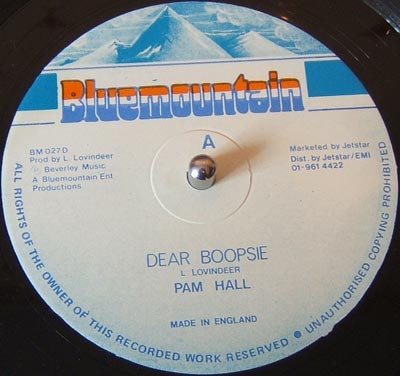 Bluemountain
A
BM 027D
Prod by L. Lovindeer
Beverley Music
A Bluemountain Ent
Productions
Marketed by Jetstar
Dist. by Jetstar/EMI
01-961 4422
DEAR BOOPSIE
L LOVINDEER
PAM HALL
MADE IN ENGLAND
ALL RIGHTS OF THE OWNER OF THIS RECORDED WORK RESERVED • UNAUTHORISED COPYING PROHIBITED